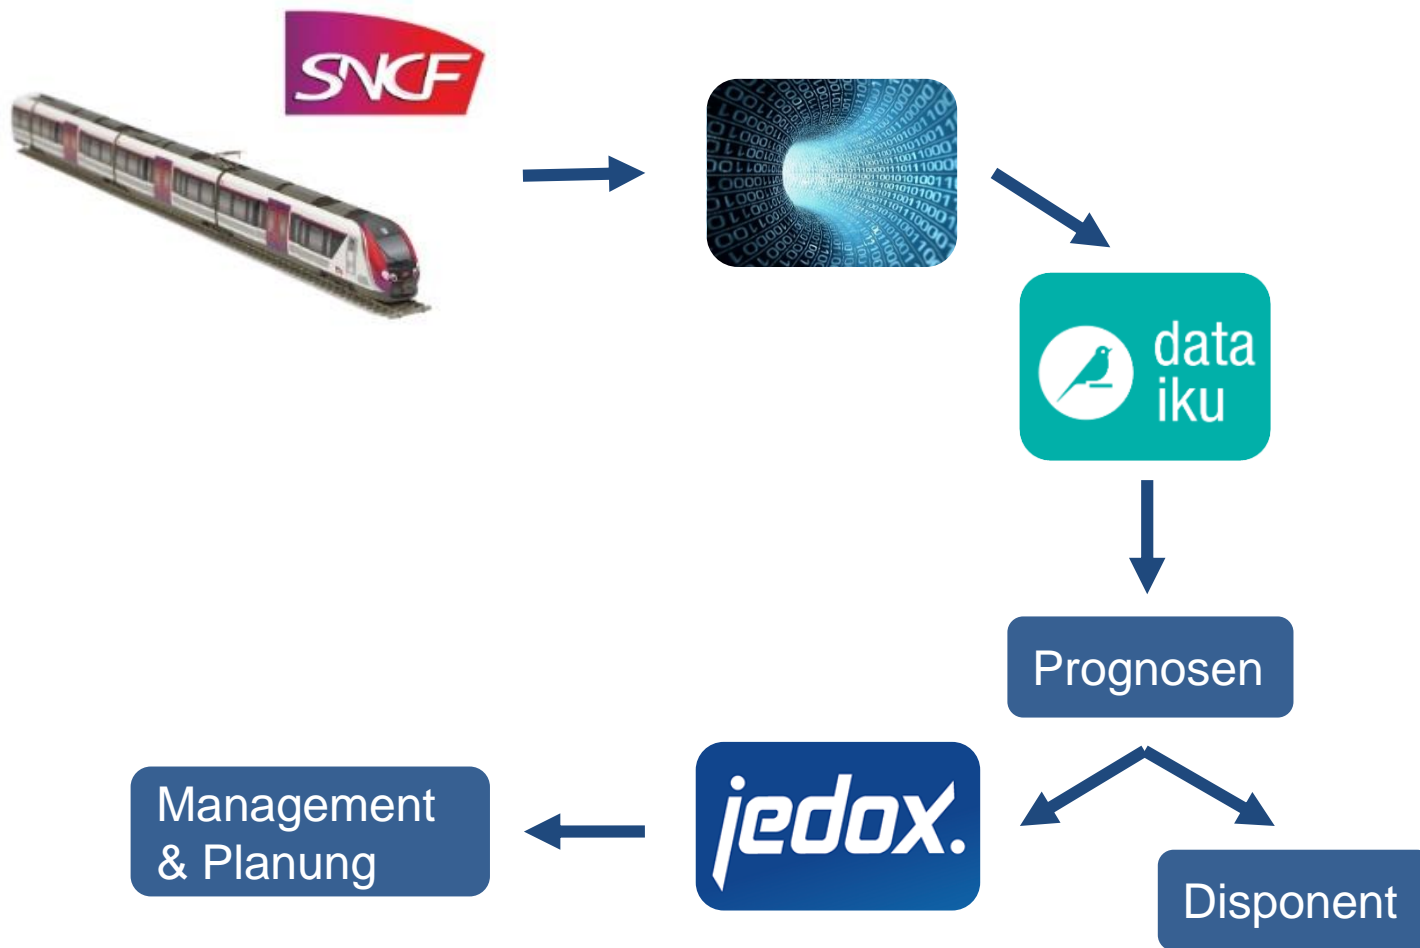 SNCF
data
iku
Prognosen
jedox.
Management
& Planung
Disponent